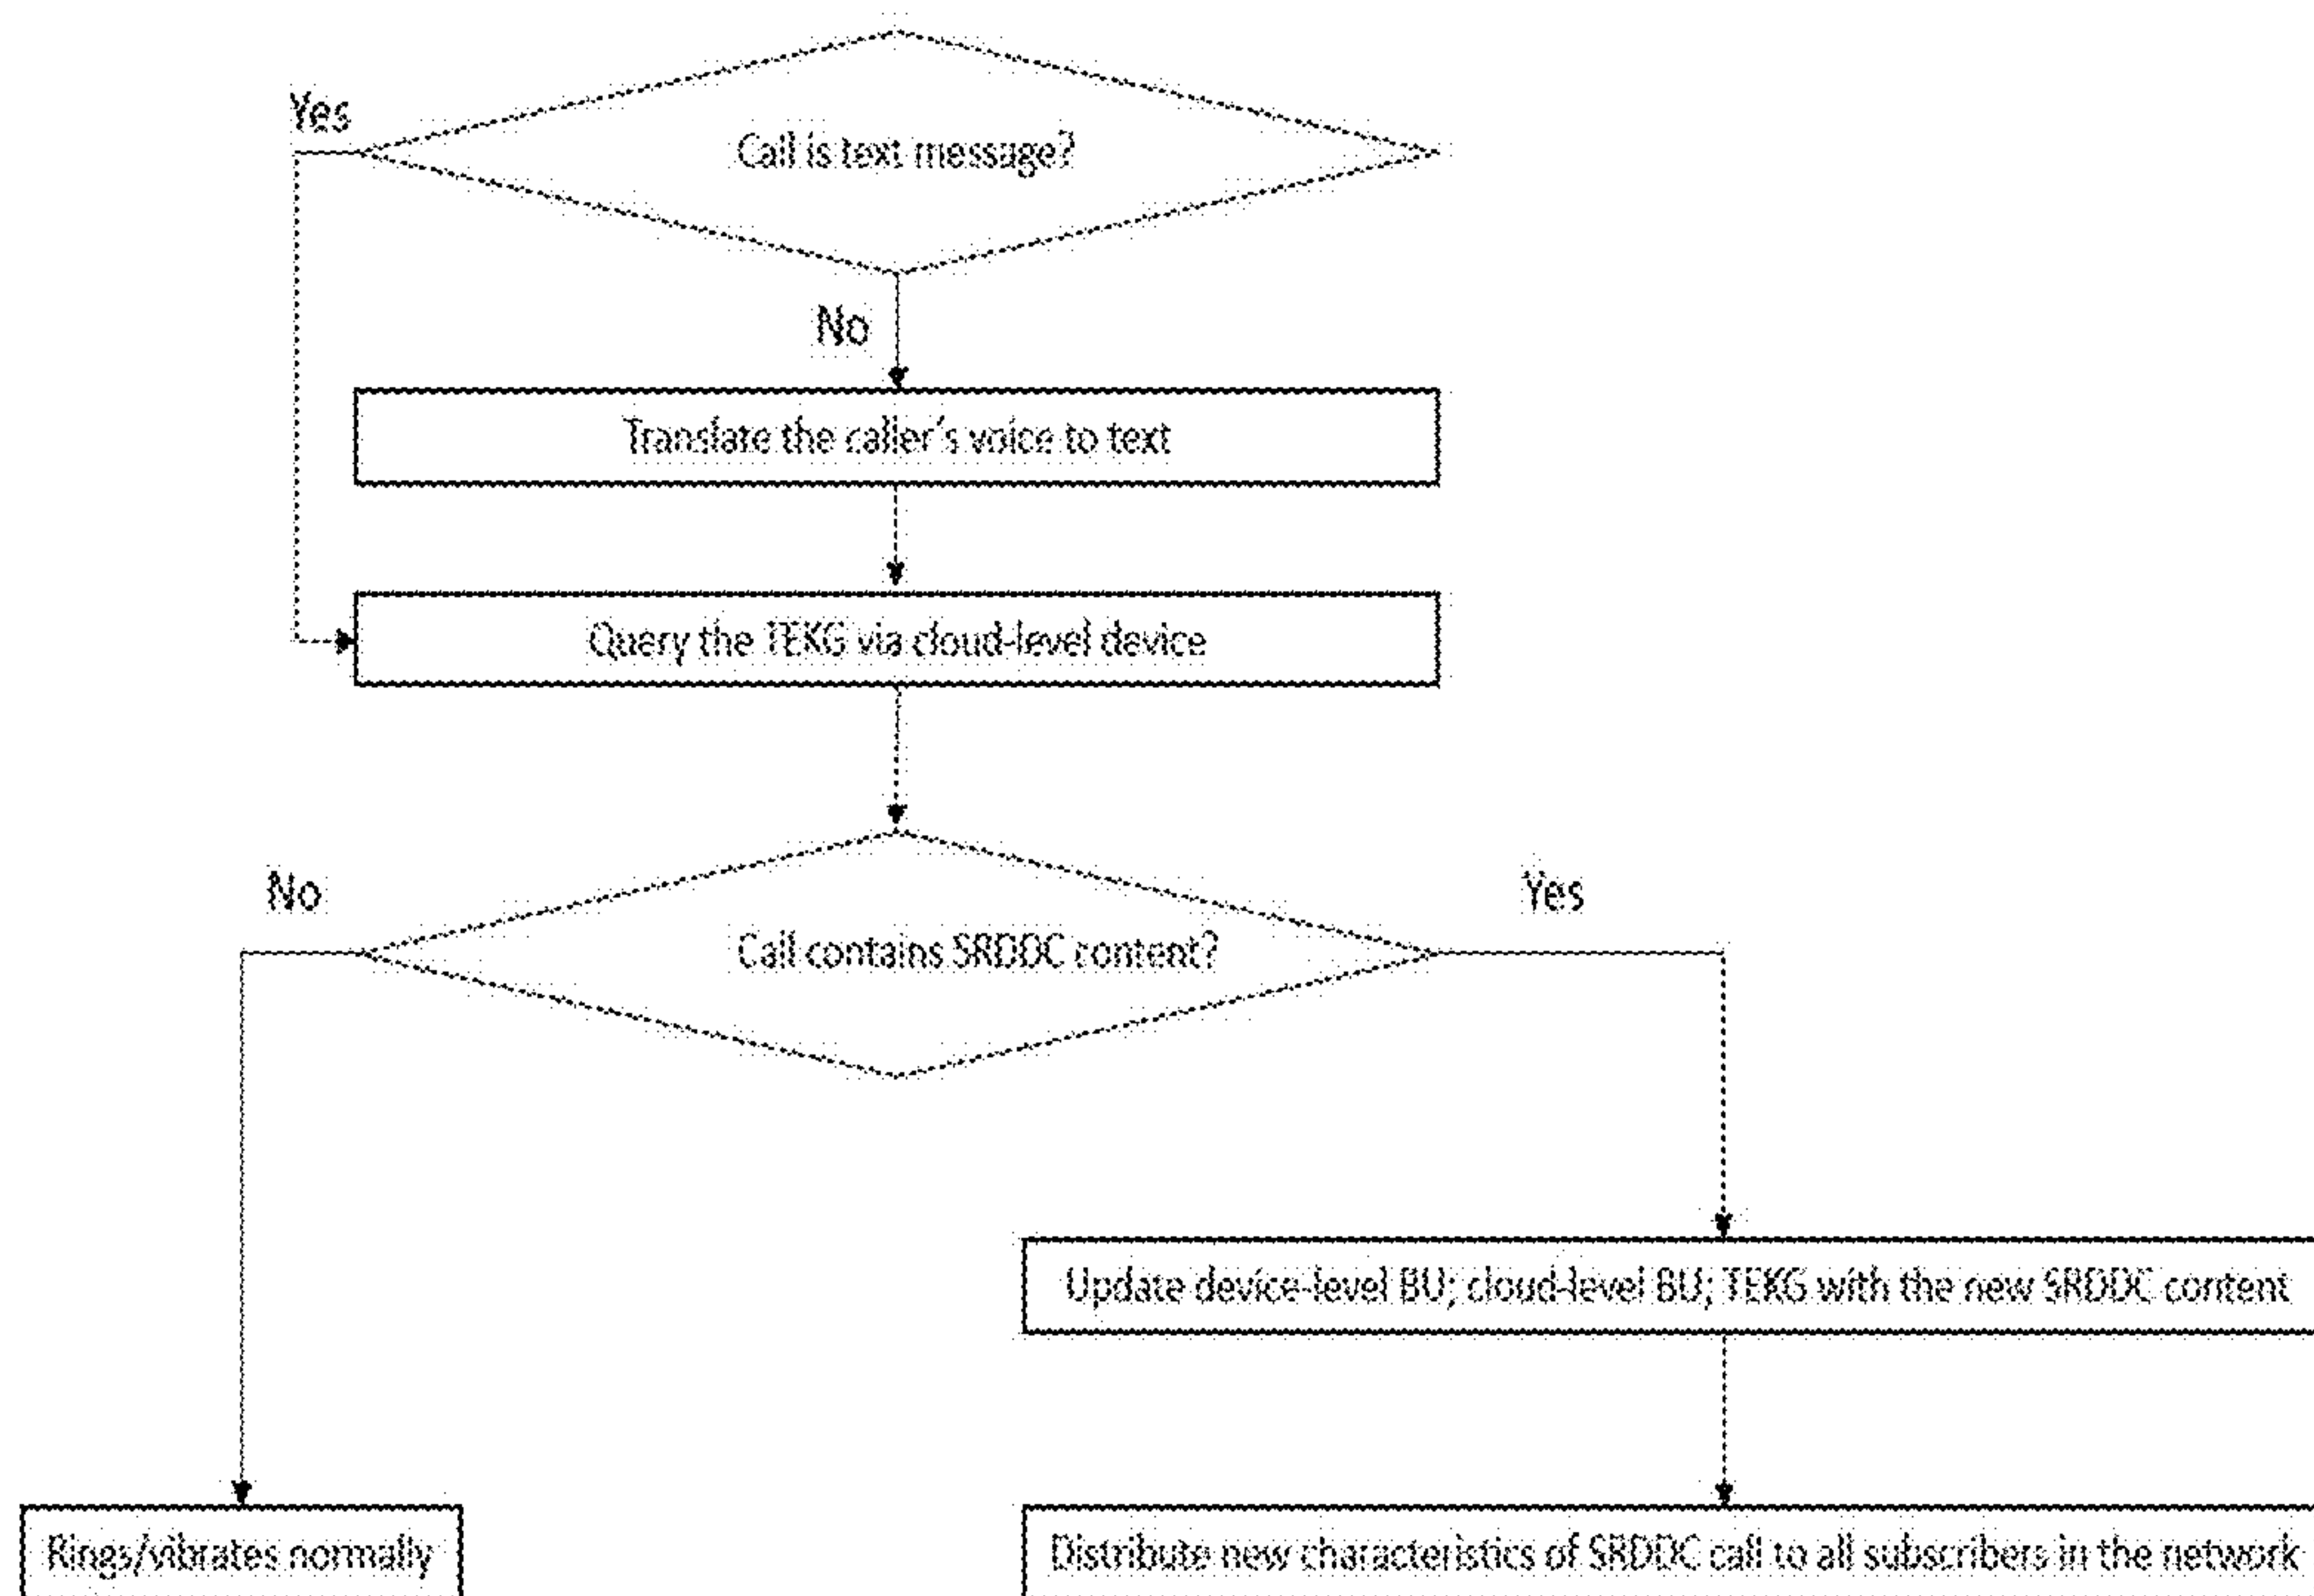 Yes
Call is text message?
No
Translate the caller's voice to text
Query the TEKG via cloud-level device
No
Yes
Call contains SRDDC content?
Update device-level BU; cloud-level BU; TEKG with the new SRDDC content
Rings/vibrates normally
Distribute new characteristics of SRDDC call to all subscribers in the network